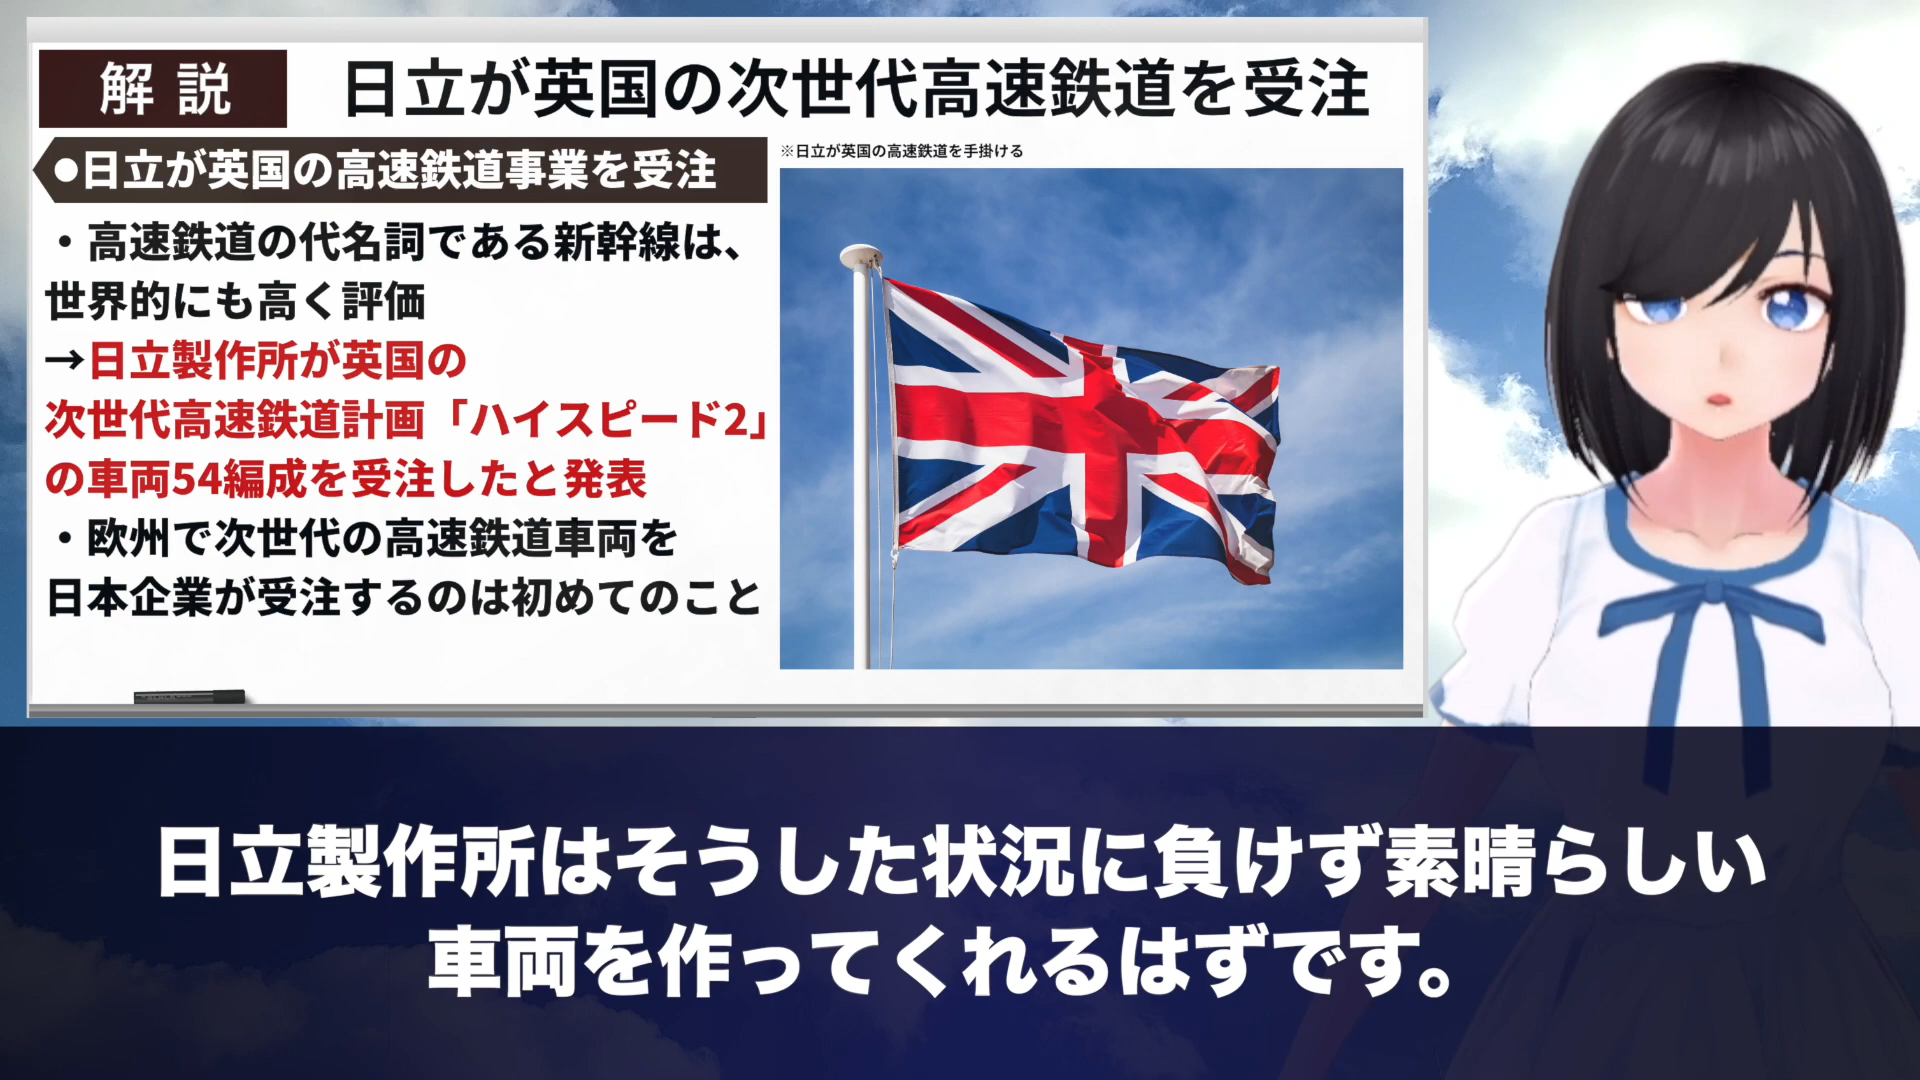 解説
日立が英国の次世代高速鉄道を受注
●日立が英国の高速鉄道事業を受注
※日立が英国の高速鉄道を手掛ける
・高速鉄道の代名詞である新幹線は、
世界的にも高く評価
→日立製作所が英国の
次世代高速鉄道計画「ハイスピード2」
の車両54編成を受注したと発表
・欧州で次世代の高速鉄道車両を
日本企業が受注するのは初めてのこと
日立製作所はそうした状況に負けず素晴らしい
車両を作ってくれるはずです。